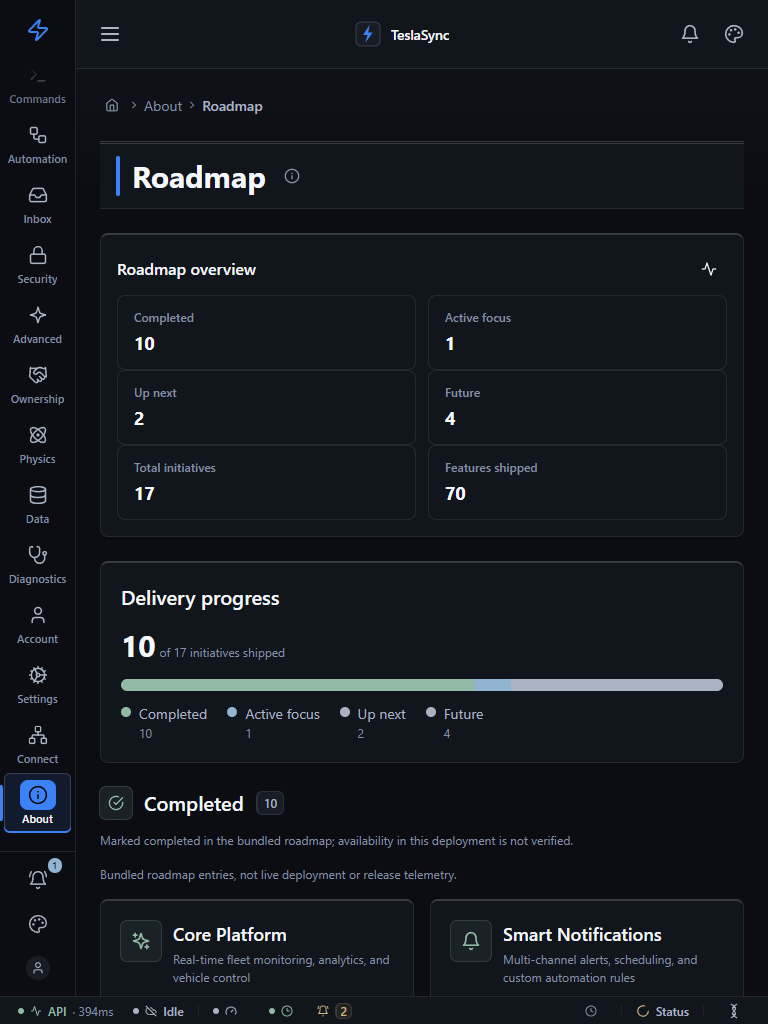 TeslaSync
Commands
Automation
Inbox
Security
Advanced
Ownership
Physics
Data
Diagnostics
Account
Settings
Connect
About
1
About
Roadmap
Roadmap
Roadmap overview
Completed
10
Active focus
1
Up next
2
Future
4
Total initiatives
17
Features shipped
70
Delivery progress
10 of 17 initiatives shipped
Completed
10
Active focus
1
Up next
2
Future
4
Completed 10
Marked completed in the bundled roadmap; availability in this deployment is not verified.
Bundled roadmap entries, not live deployment or release telemetry.
Core Platform
Real-time fleet monitoring, analytics, and
vehicle control
Smart Notifications
Multi-channel alerts, scheduling, and
custom automation rules
API · 394ms
Idle
2
Status